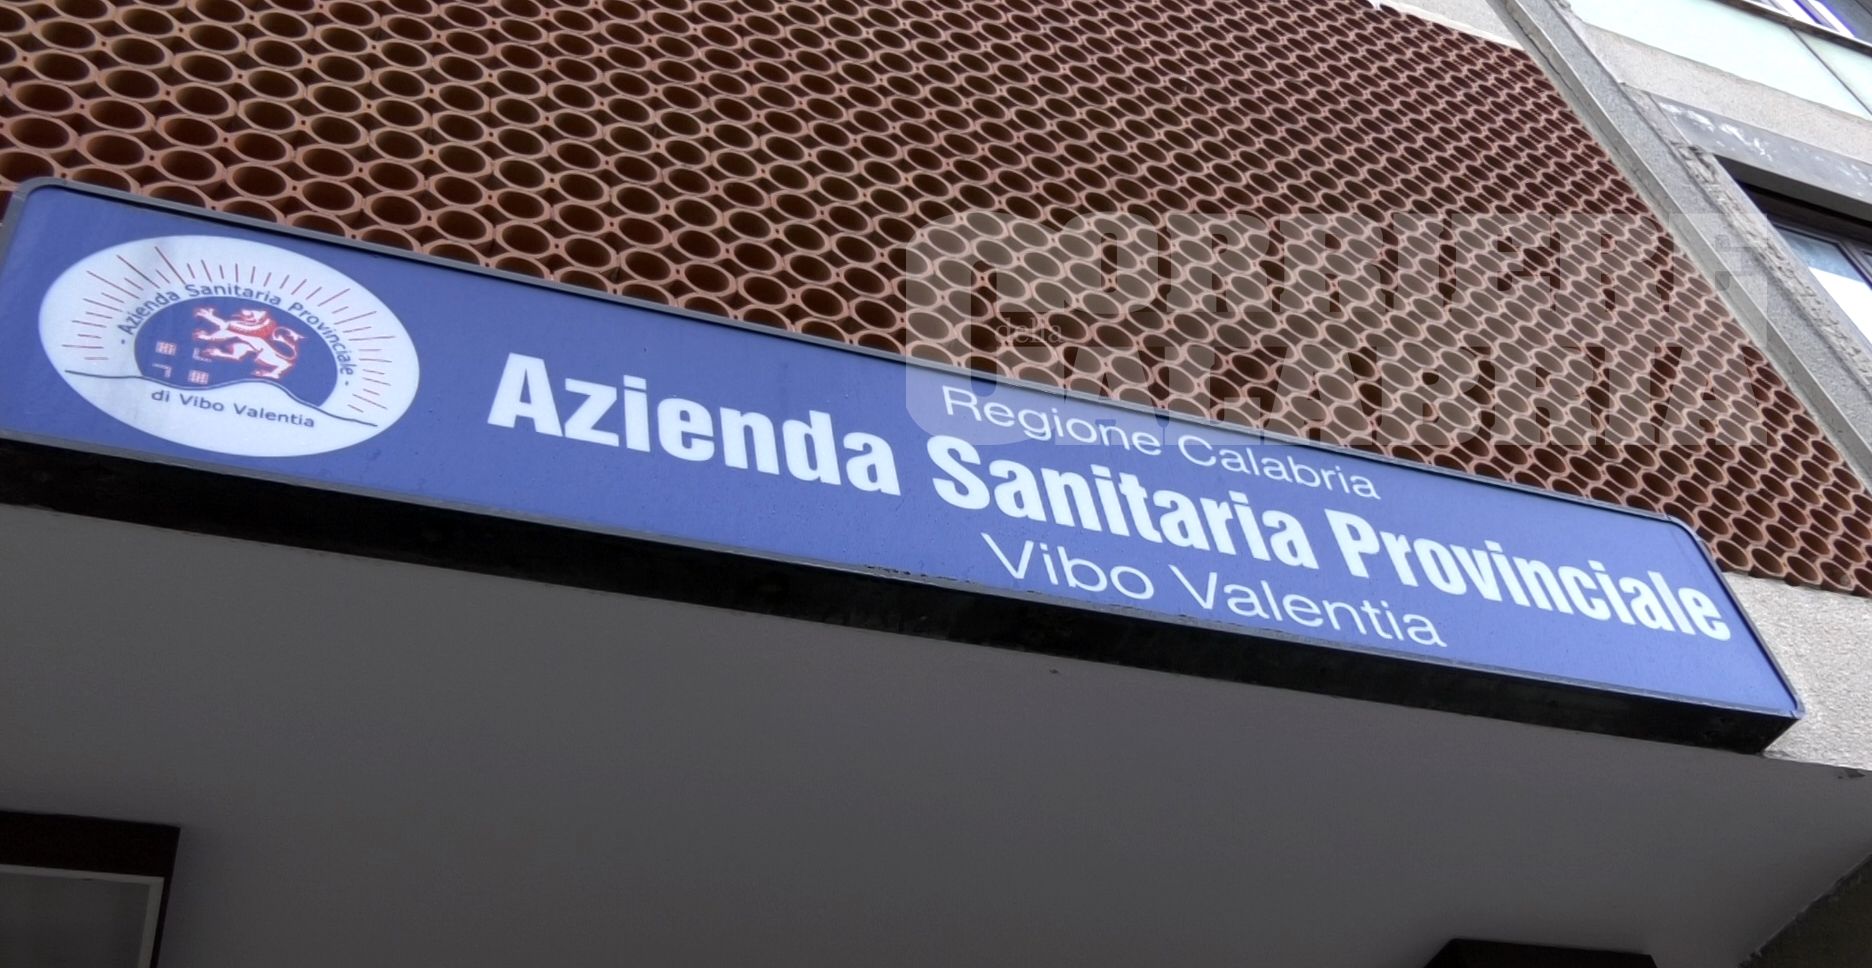 Azienda Sanitaria Provinciale
di Vibo Valentia
Regione Calabria
Azienda Sanitaria Provinciale
Vibo Valentia
CORRIERE
della
CALABRIA